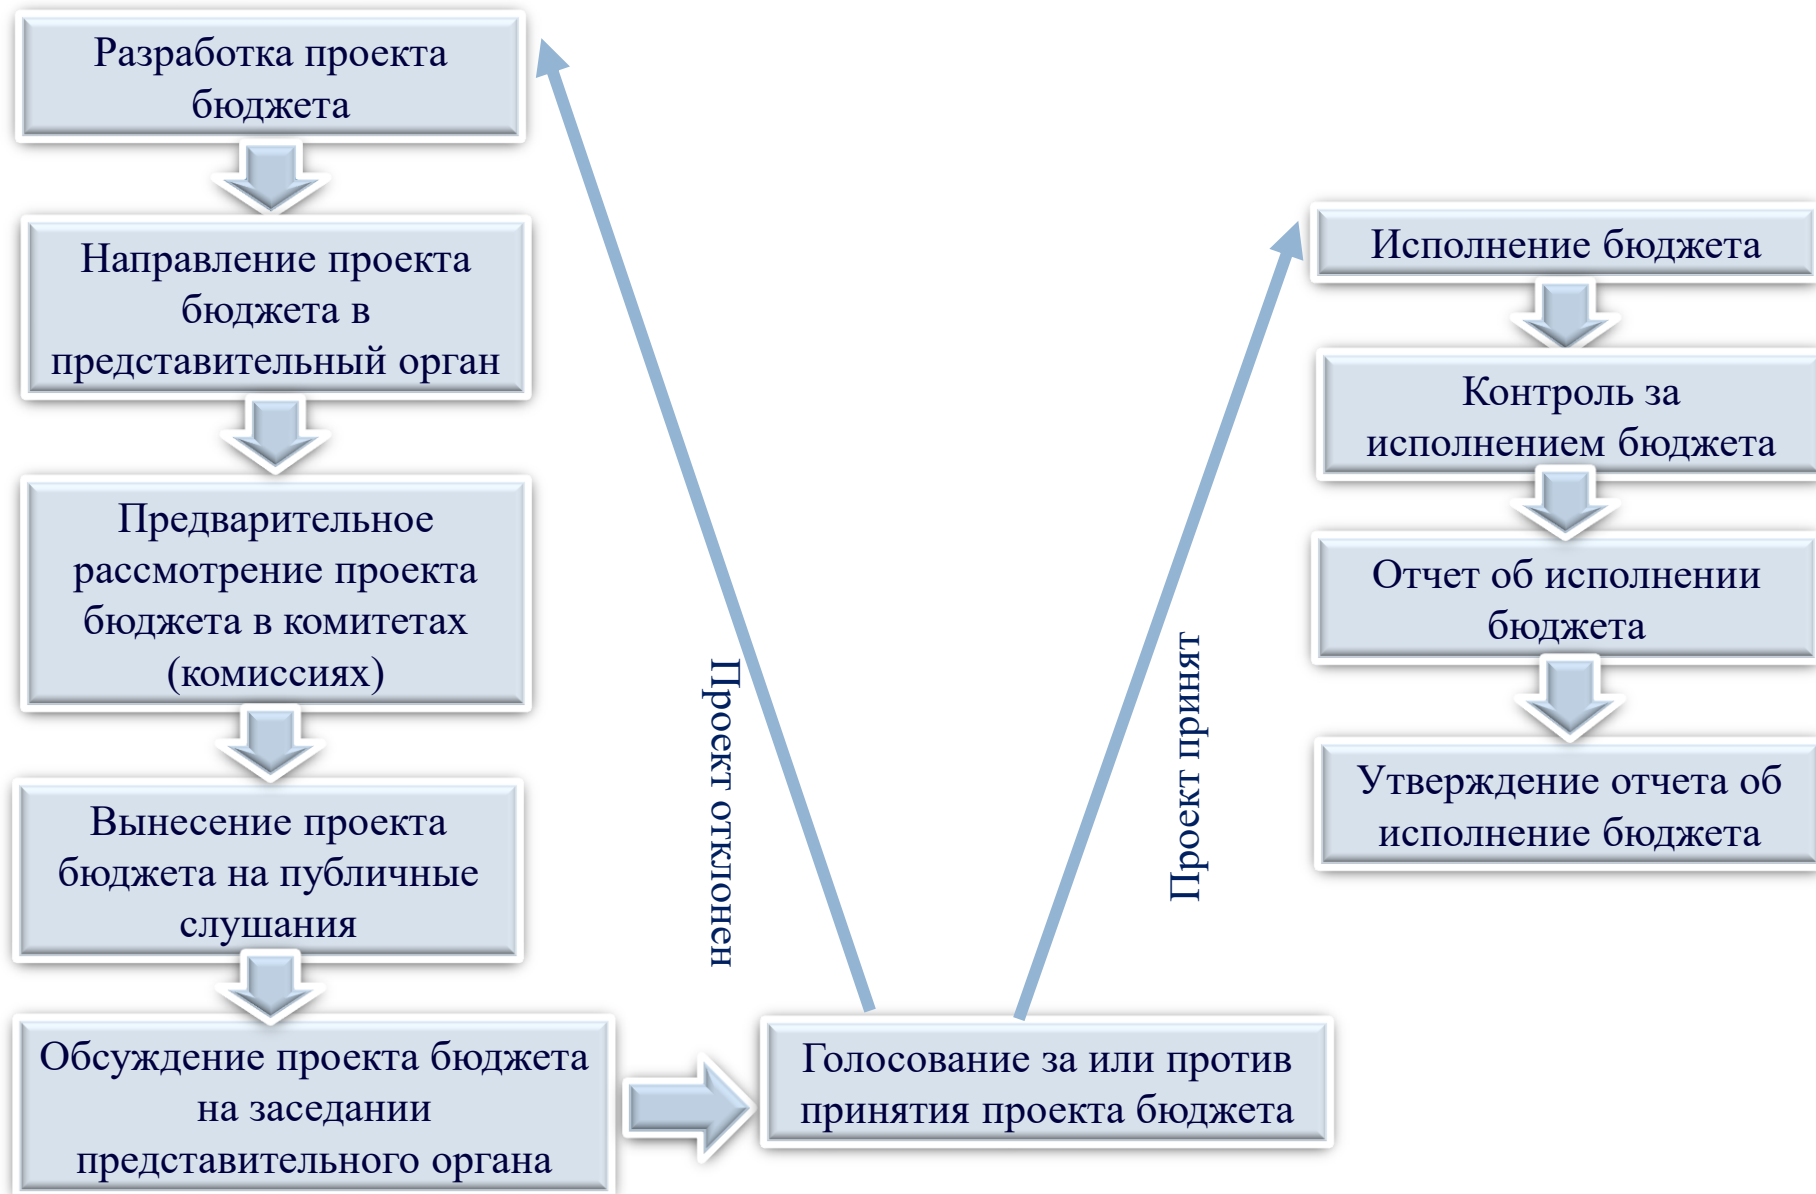 Разработка проекта
бюджета
Направление проекта
бюджета в
представительный орган
Предварительное
рассмотрение проекта
бюджета в комитетах
(комиссиях)
Вынесение проекта
бюджета на публичные
слушания
Обсуждение проекта бюджета
на заседании
представительного органа
Голосование за или против
принятия проекта бюджета
Проект отклонен
Проект принят
Исполнение бюджета
Контроль за
исполнением бюджета
Отчет об исполнении
бюджета
Утверждение отчета об
исполнение бюджета